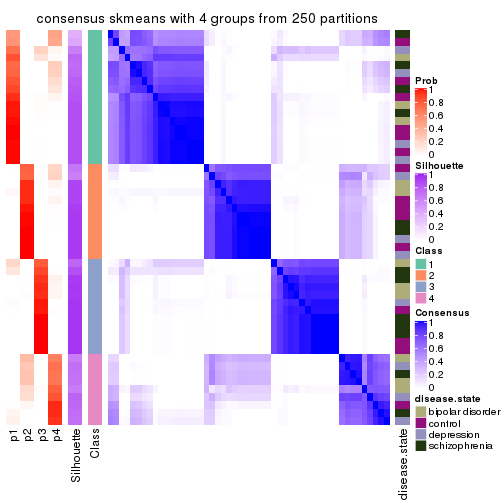 consensus skmeans with 4 groups from 250 partitions
Prob
1
0.8
0.6
0.4
0.2
0
Silhouette
1
0.8
0.6
0.4
0.2
0
Class
1
2
3
4
Consensus
1
0.8
0.6
0.4
0.2
0
disease.state
bipolar disorder
control
depression
schizophrenia
p1
p2
p3
p4
Silhouette
Class
disease.state